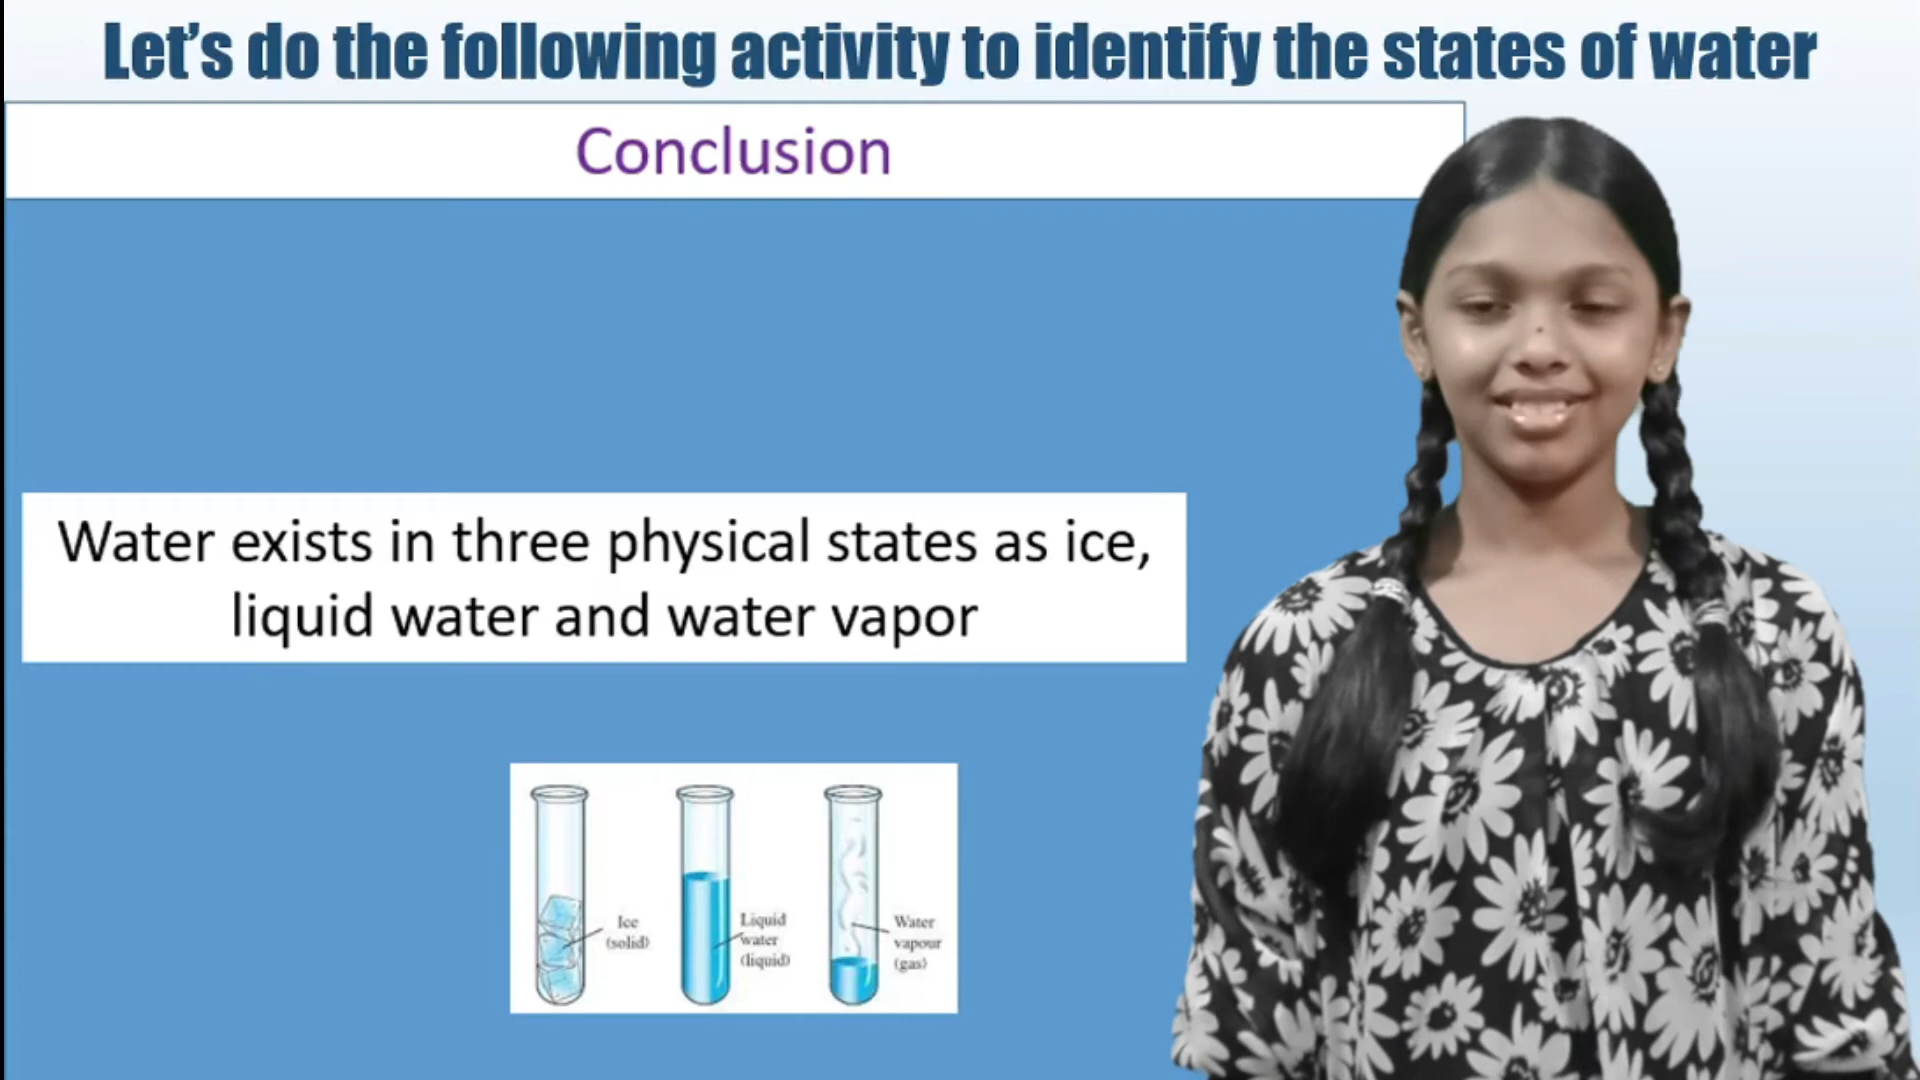 Let's do the following activity to identify the states of water
Conclusion
Water exists in three physical states as ice,
liquid water and water vapor
Ice
(solid)
Liquid
water
(liquid)
Water
vapour
(gas)